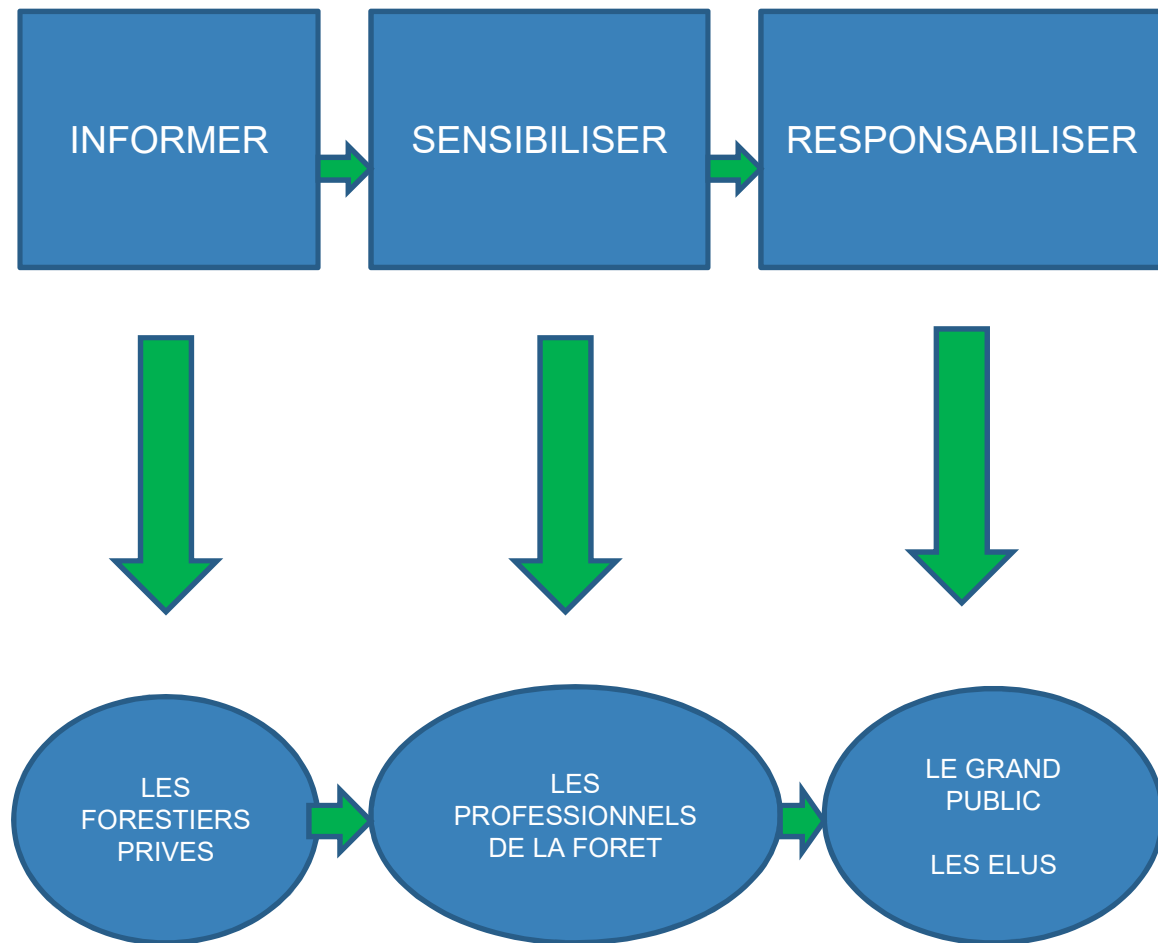 INFORMER
SENSIBILISER
RESPONSABILISER
LES
FORESTIERS
PRIVES
LES
PROFESSIONNELS
DE LA FORET
LE GRAND
PUBLIC
LES ELUS